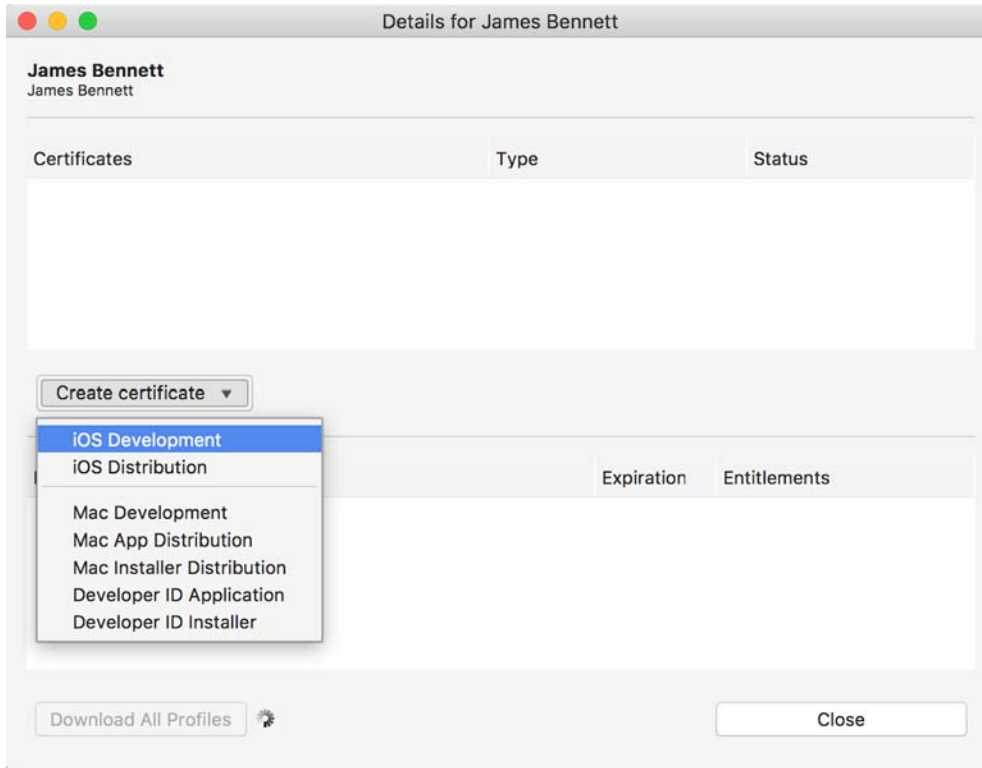 Details for James Bennett
James Bennett
James Bennett
Certificates Type Status
Create certificate
iOS Development
iOS Distribution
Expiration Entitlements
Mac Development
Mac App Distribution
Mac Installer Distribution
Developer ID Application
Developer ID Installer
Download All Profiles Close